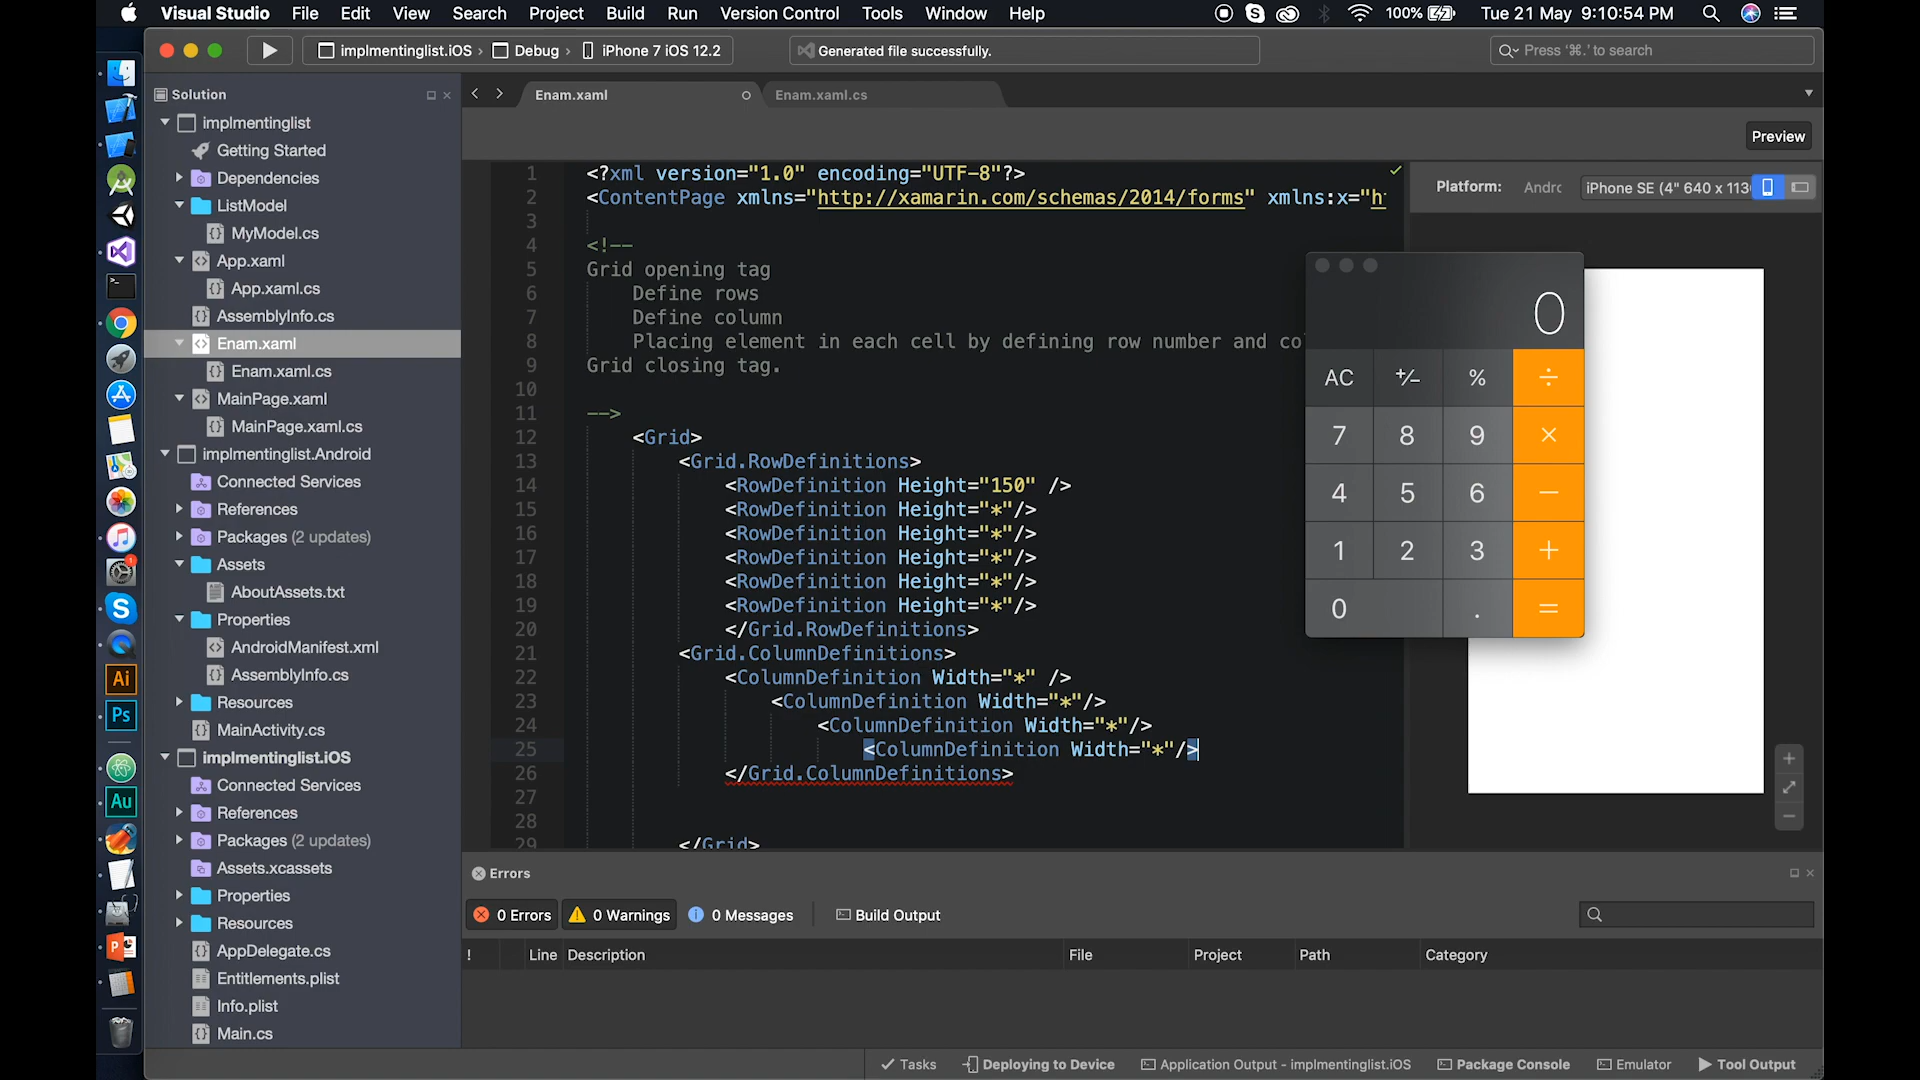 Visual Studio File Edit View Search Project Build Run Version Control Tools Window Help 100% Tue 21 May 9:10:54 PM
implmentinglist.iOS › Debug › iPhone 7 iOS 12.2 Generated file successfully. Press '⌘.' to search
Solution
implmentinglist
Getting Started
Dependencies
ListModel
MyModel.cs
App.xaml
App.xaml.cs
AssemblyInfo.cs
Enam.xaml
Enam.xaml.cs
MainPage.xaml
MainPage.xaml.cs
implmentinglist.Android
Connected Services
References
Packages (2 updates)
Assets
AboutAssets.txt
Properties
AndroidManifest.xml
AssemblyInfo.cs
Resources
MainActivity.cs
implmentinglist.iOS
Connected Services
References
Packages (2 updates)
Assets.xcassets
Properties
Resources
AppDelegate.cs
Entitlements.plist
Info.plist
Main.cs
Ai
Ps
Au
Enam.xaml Enam.xaml.cs
Preview
1 <?xml version="1.0" encoding="UTF-8"?>
2 <ContentPage xmlns="http://xamarin.com/schemas/2014/forms" xmlns:x="h
3
4 <!--
5 Grid opening tag
6 Define rows
7 Define column
8 Placing element in each cell by defining row number and co
9 Grid closing tag.
10
11 -->
12 <Grid>
13 <Grid.RowDefinitions>
14 <RowDefinition Height="150" />
15 <RowDefinition Height="*"/>
16 <RowDefinition Height="*"/>
17 <RowDefinition Height="*"/>
18 <RowDefinition Height="*"/>
19 <RowDefinition Height="*"/>
20 </Grid.RowDefinitions>
21 <Grid.ColumnDefinitions>
22 <ColumnDefinition Width="*" />
23 <ColumnDefinition Width="*"/>
24 <ColumnDefinition Width="*"/>
25 <ColumnDefinition Width="*"/>
26 </Grid.ColumnDefinitions>
27
28
29 </Grid>
Platform: Andrc iPhone SE (4" 640 x 113
0
AC +/− % ÷
7 8 9 ×
4 5 6 −
1 2 3 +
0 . =
Errors
0 Errors 0 Warnings 0 Messages Build Output
! Line Description File Project Path Category
Tasks Deploying to Device Application Output - implmentinglist.iOS Package Console Emulator Tool Output